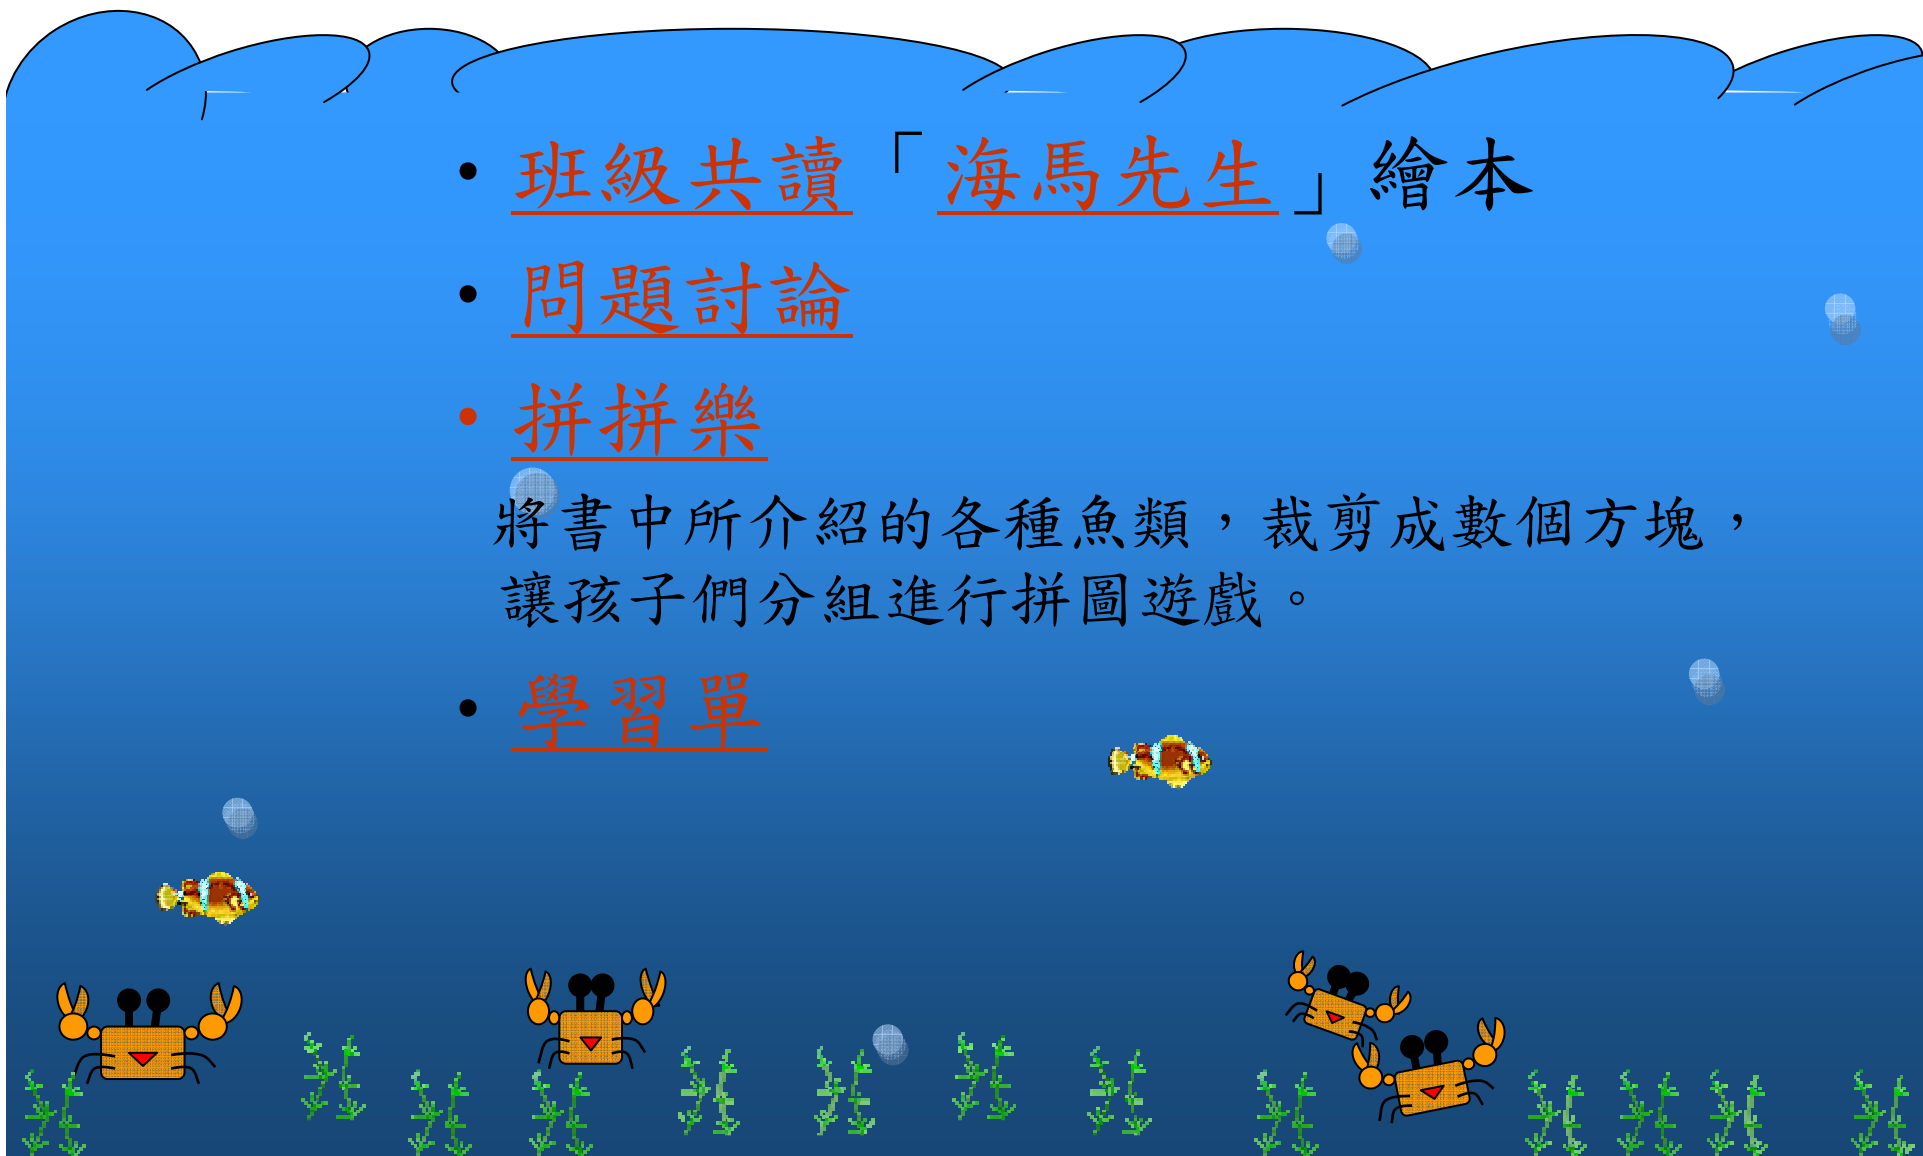 • 班級共讀「海馬先生」繪本
• 問題討論
• 拼拼樂
將書中所介紹的各種魚類，裁剪成數個方塊，
讓孩子們分組進行拼圖遊戲。
• 學習單